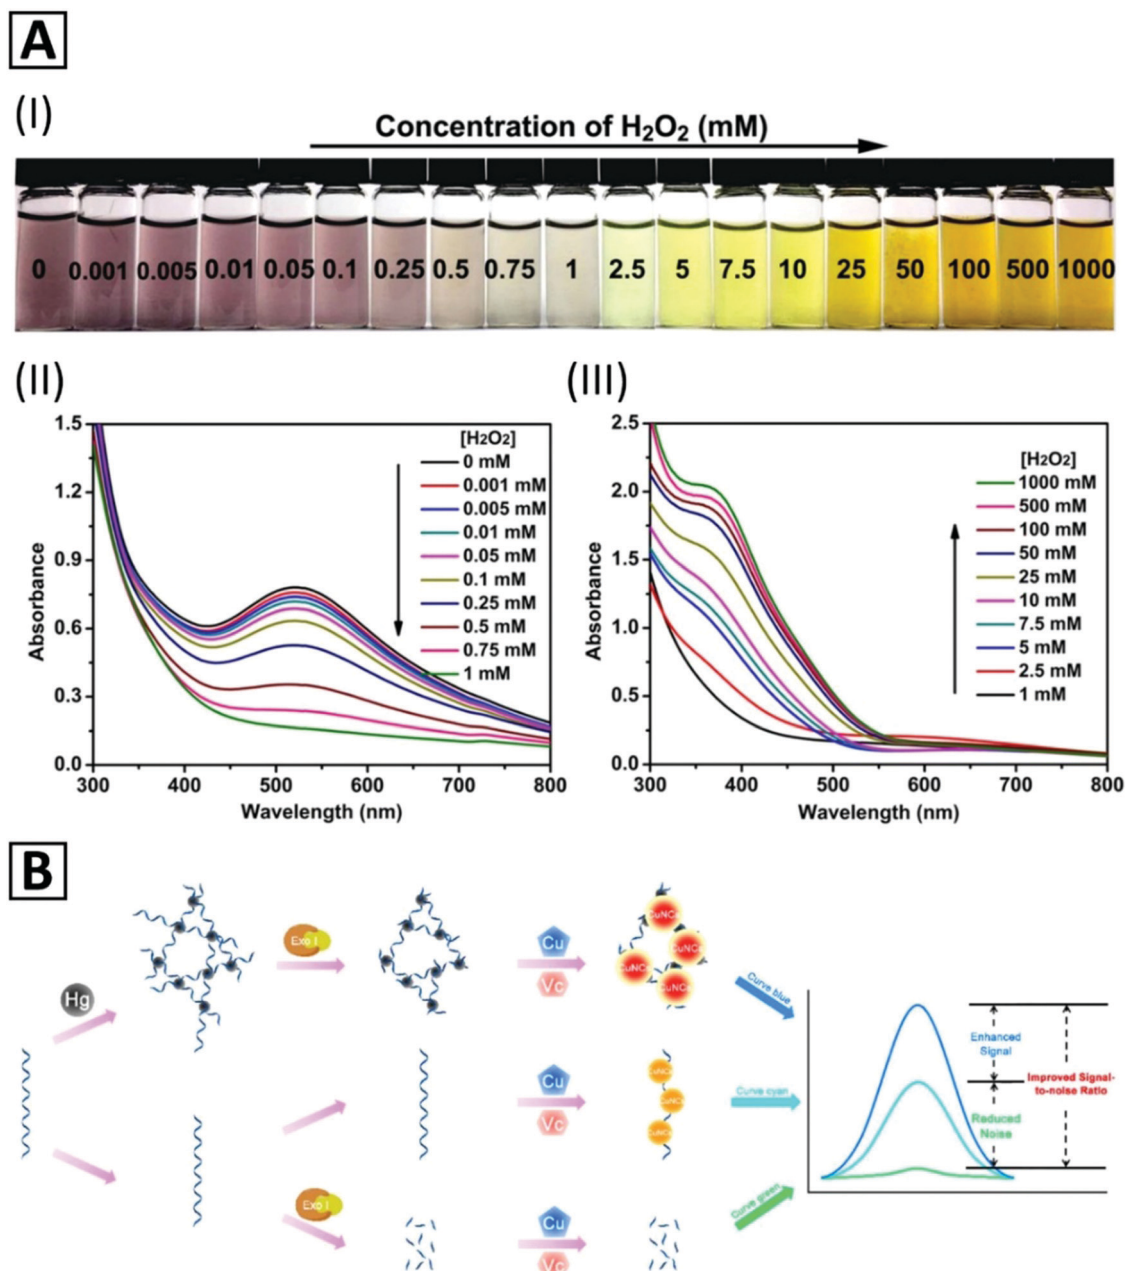 A
(I)
Concentration of H₂O₂ (mM)
0 0.001 0.005 0.01 0.05 0.1 0.25 0.5 0.75 1 2.5 5 7.5 10 25 50 100 500 1000
(II)
1.5
1.2
0.9
0.6
0.3
0.0
Absorbance
300 400 500 600 700 800
Wavelength (nm)
[H₂O₂]
0 mM
0.001 mM
0.005 mM
0.01 mM
0.05 mM
0.1 mM
0.25 mM
0.5 mM
0.75 mM
1 mM
(III)
2.5
2.0
1.5
1.0
0.5
0.0
Absorbance
300 400 500 600 700 800
Wavelength (nm)
[H₂O₂]
1000 mM
500 mM
100 mM
50 mM
25 mM
10 mM
7.5 mM
5 mM
2.5 mM
1 mM
B
Hg
Exo I
Cu
Vc
CuNCs
CuNCs
CuNCs
CuNCs
Curve blue
Cu
Vc
CuNCs
CuNCs
CuNCs
Curve cyan
Exo I
Cu
Vc
Curve green
Enhanced
Signal
Improved Signal-
to-noise Ratio
Reduced
Noise